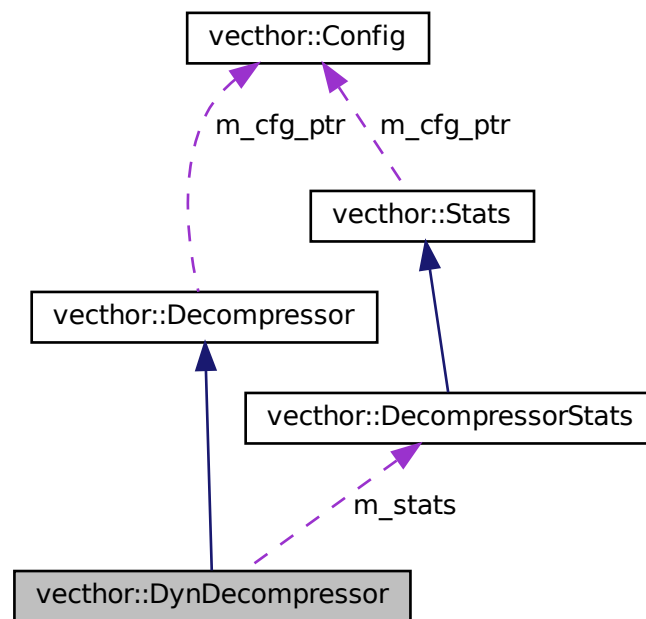 vecthor::Config
m_cfg_ptr
m_cfg_ptr
vecthor::Stats
vecthor::Decompressor
vecthor::DecompressorStats
m_stats
vecthor::DynDecompressor